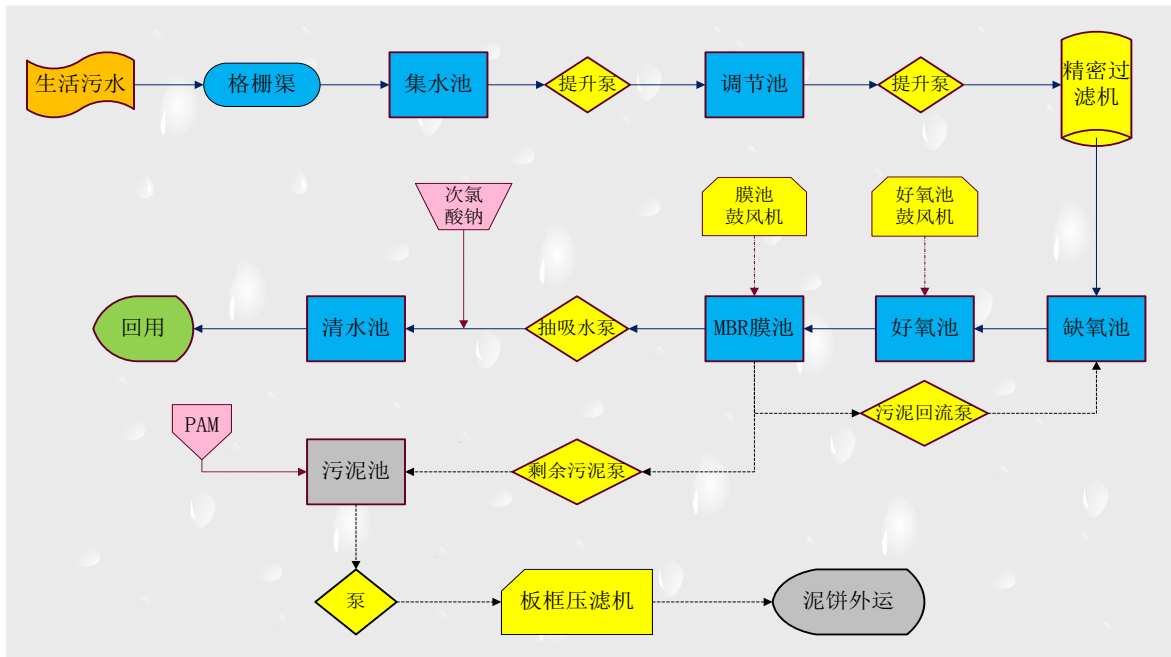 生活污水
格栅渠
集水池
提升泵
调节池
提升泵
精密过
滤机
次氯
酸钠
膜池
鼓风机
好氧池
鼓风机
回用
清水池
抽吸水泵
MBR膜池
好氧池
缺氧池
PAM
污泥池
剩余污泥泵
污泥回流泵
泵
板框压滤机
泥饼外运